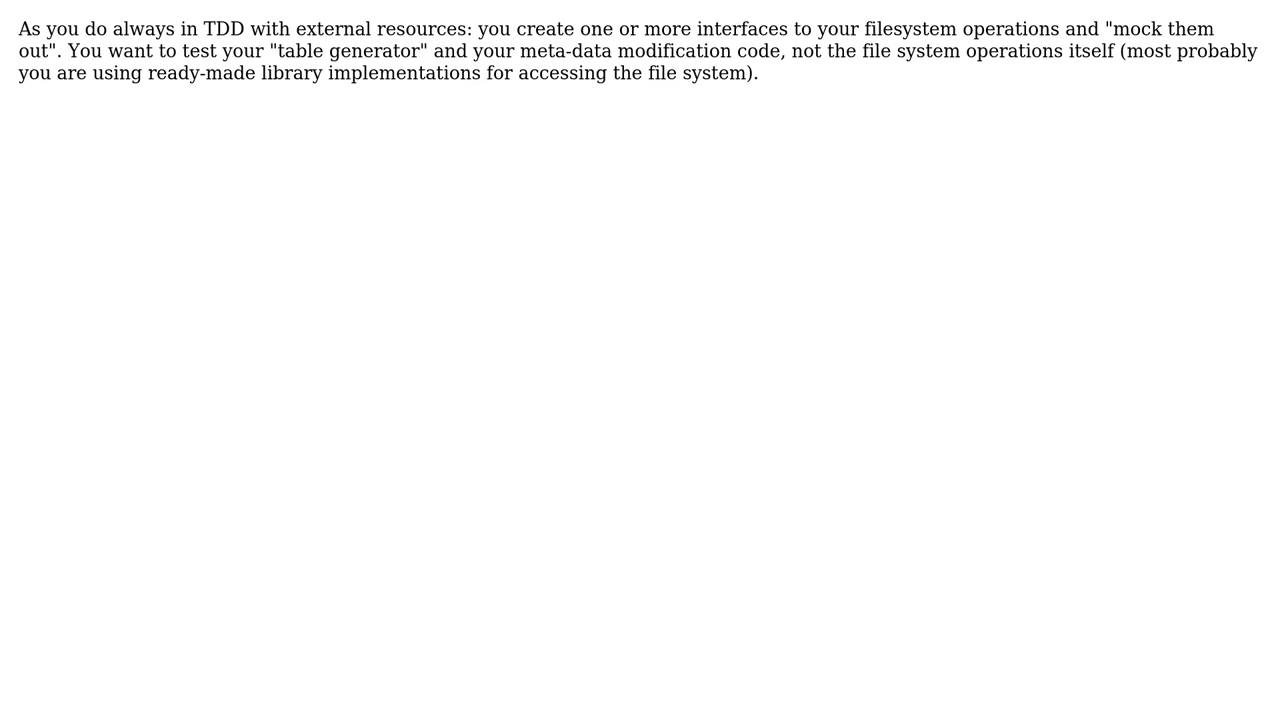 As you do always in TDD with external resources: you create one or more interfaces to your filesystem operations and "mock them
out". You want to test your "table generator" and your meta-data modification code, not the file system operations itself (most probably
you are using ready-made library implementations for accessing the file system).